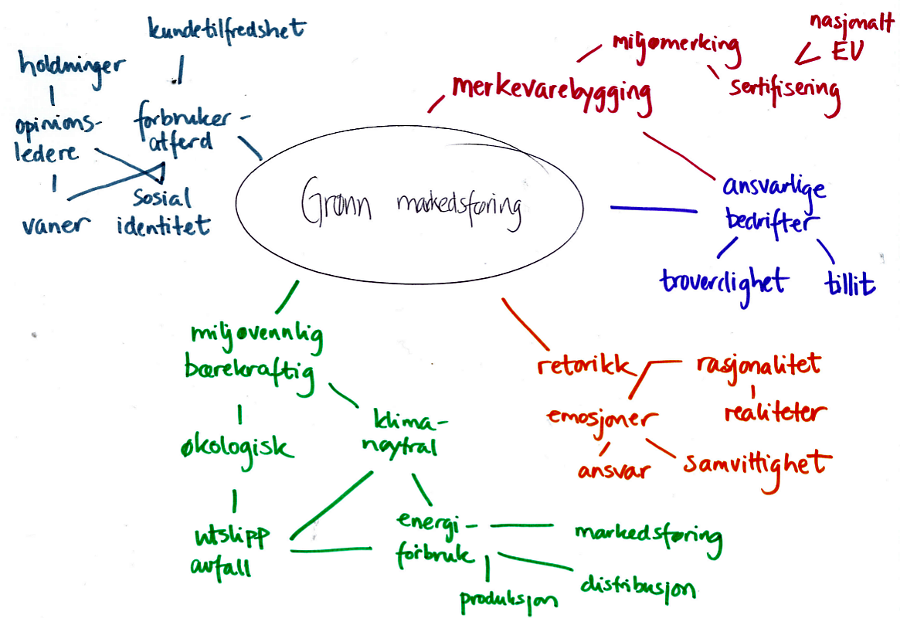 kundetilfredshet
holdninger
opinions-
ledere
vaner
forbruker-
atferd
sosial
identitet
Grønn markedsføring
merkevarebygging
miljømerking
sertifisering
nasjonalt
EU
ansvarlige
bedrifter
troverdighet
tillit
miljøvennlig
bærekraftig
økologisk
utslipp
avfall
klima-
nøytral
energi-
forbruk
markedsføring
distribusjon
produksjon
retorikk
rasjonalitet
realiteter
emosjoner
ansvar
samvittighet